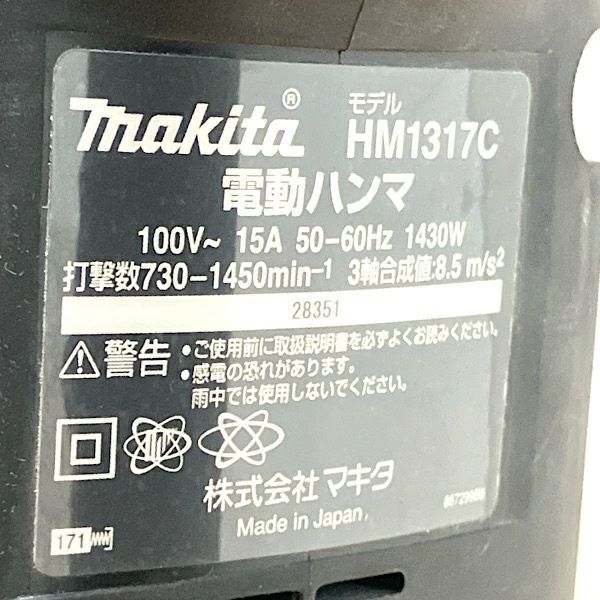 makita®
モデル
HM1317C
電動ハンマ
100V~ 15A 50-60Hz 1430W
打撃数730-1450min-1 3軸合成値:8.5 m/s2
28351
警告 •ご使用前に取扱説明書を必ずよくお読みください。
•感電の恐れがあります。
雨中では使用しないでください。
株式会社 マキタ
Made in Japan,
171